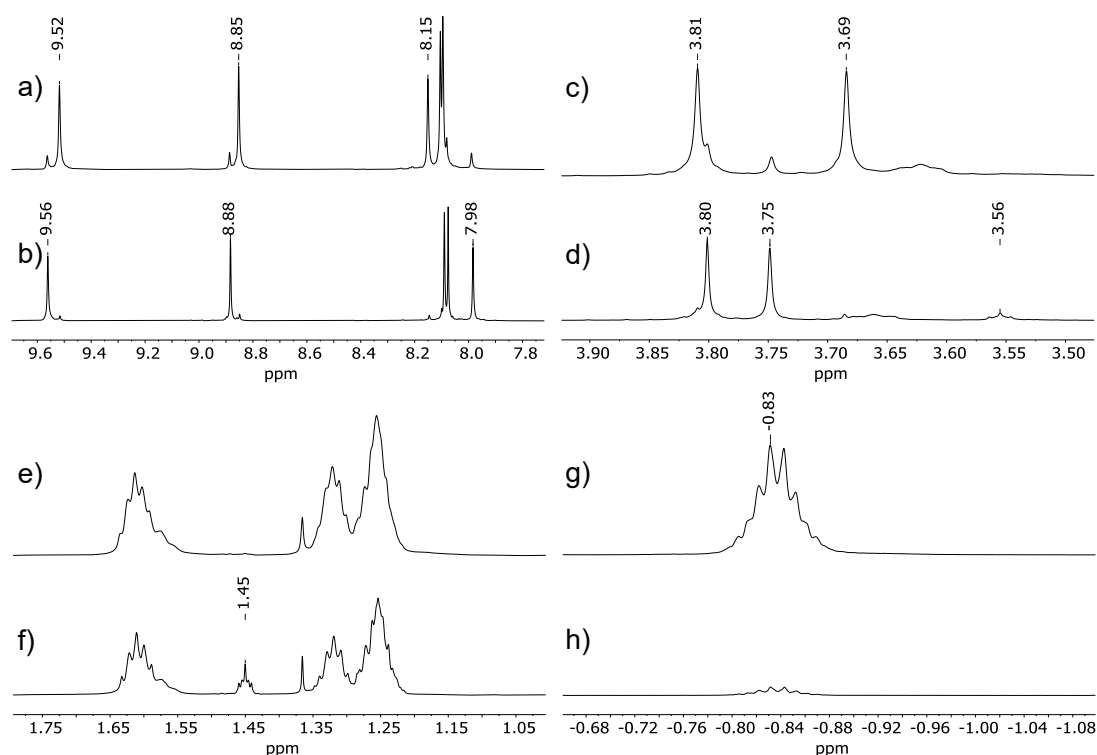 9.52 8.85 8.15
a)
9.56 8.88 7.98
b)
9.6 9.4 9.2 9.0 8.8 8.6 8.4 8.2 8.0 7.8
ppm
3.81 3.69
c)
3.80 3.75 3.56
d)
3.90 3.85 3.80 3.75 3.70 3.65 3.60 3.55 3.50
ppm
e)
1.45
f)
1.75 1.65 1.55 1.45 1.35 1.25 1.15 1.05
ppm
-0.83
g)
h)
-0.68 -0.72 -0.76 -0.80 -0.84 -0.88 -0.92 -0.96 -1.00 -1.04 -1.08
ppm